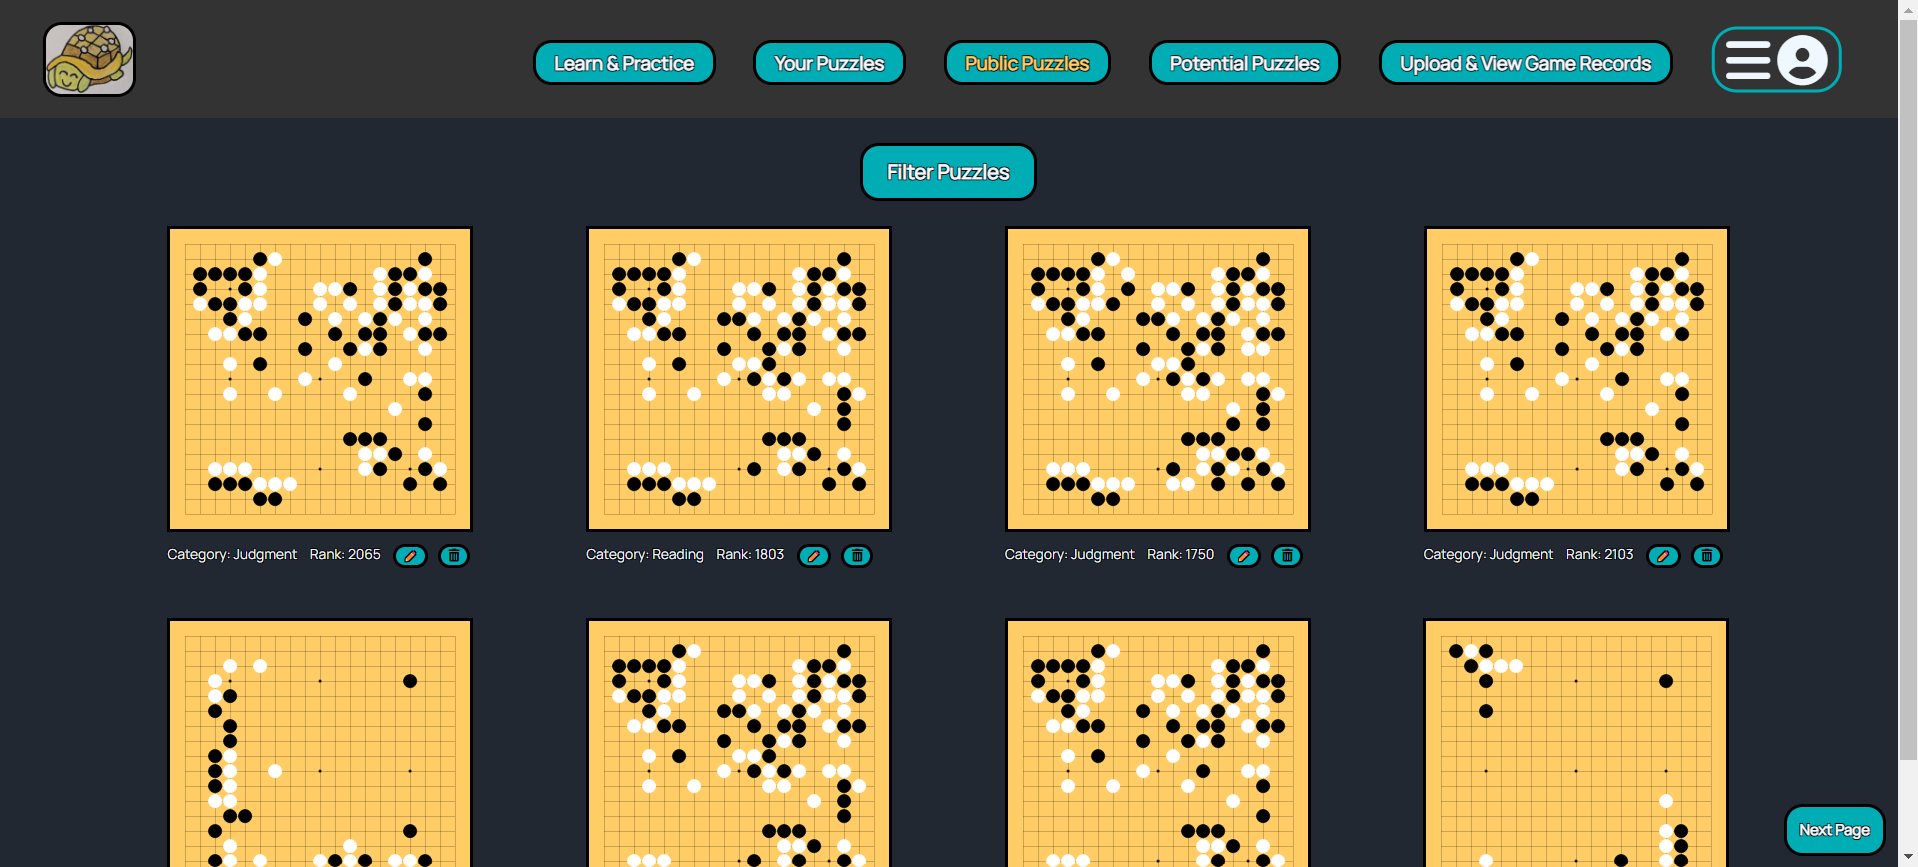 Learn & Practice
Your Puzzles
Public Puzzles
Potential Puzzles
Upload & View Game Records
Filter Puzzles
Category: Judgment Rank: 2065
Category: Reading Rank: 1803
Category: Judgment Rank: 1750
Category: Judgment Rank: 2103
Next Page